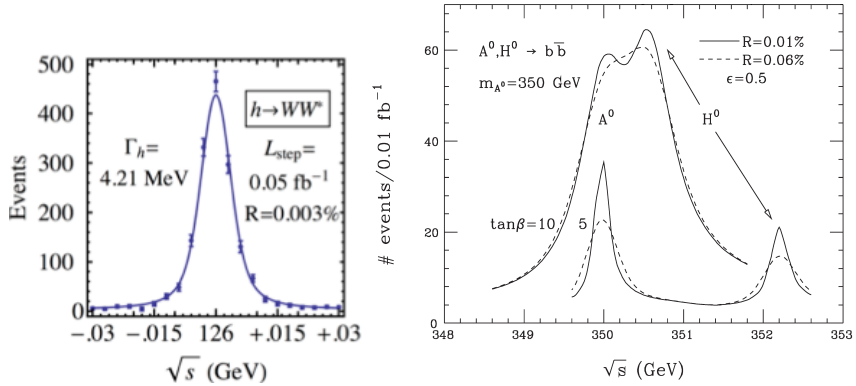 500
400
300
200
100
0
Events
h→WW*
Γh=
4.21 MeV
Lstep=
0.05 fb⁻¹
R=0.003%
-.03 -.015 126 +.015 +.03
√s (GeV)
60
40
20
0
# events/0.01 fb⁻¹
A⁰,H⁰ → bb̅
mA⁰=350 GeV
R=0.01%
R=0.06%
ϵ=0.5
A⁰
H⁰
tanβ=10 5
348 349 350 351 352 353
√s (GeV)